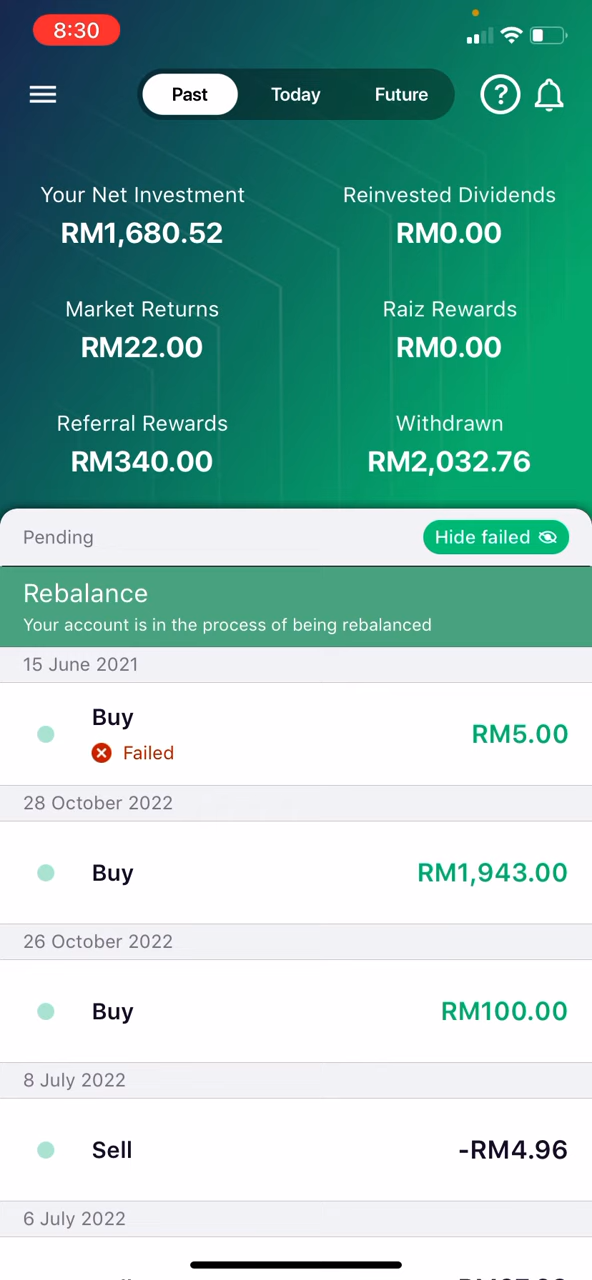 8:30
Past
Today
Future
?
Your Net Investment
Reinvested Dividends
RM1,680.52
RM0.00
Market Returns
Raiz Rewards
RM22.00
RM0.00
Referral Rewards
Withdrawn
RM340.00
RM2,032.76
Pending
Hide failed
Rebalance
Your account is in the process of being rebalanced
15 June 2021
Buy
RM5.00
Failed
28 October 2022
Buy
RM1,943.00
26 October 2022
Buy
RM100.00
8 July 2022
Sell
-RM4.96
6 July 2022